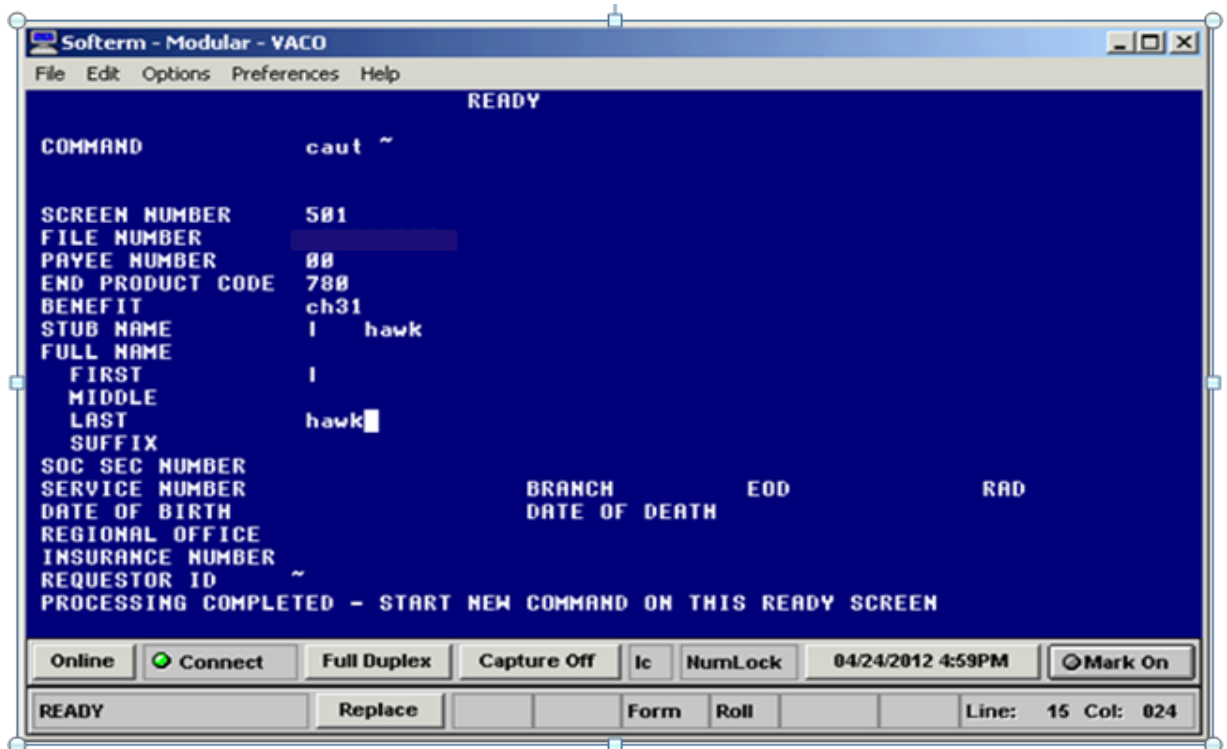 Softerm - Modular - VACO
File Edit Options Preferences Help
READY
COMMAND caut ~
SCREEN NUMBER 501
FILE NUMBER
PAYEE NUMBER 00
END PRODUCT CODE 780
BENEFIT ch31
STUB NAME l hawk
FULL NAME
FIRST l
MIDDLE
LAST hawk
SUFFIX
SOC SEC NUMBER
SERVICE NUMBER BRANCH EOD RAD
DATE OF BIRTH DATE OF DEATH
REGIONAL OFFICE
INSURANCE NUMBER
REQUESTOR ID ~
PROCESSING COMPLETED - START NEW COMMAND ON THIS READY SCREEN
Online Connect Full Duplex Capture Off lc NumLock 04/24/2012 4:59PM Mark On
READY Replace Form Roll Line: 15 Col: 024